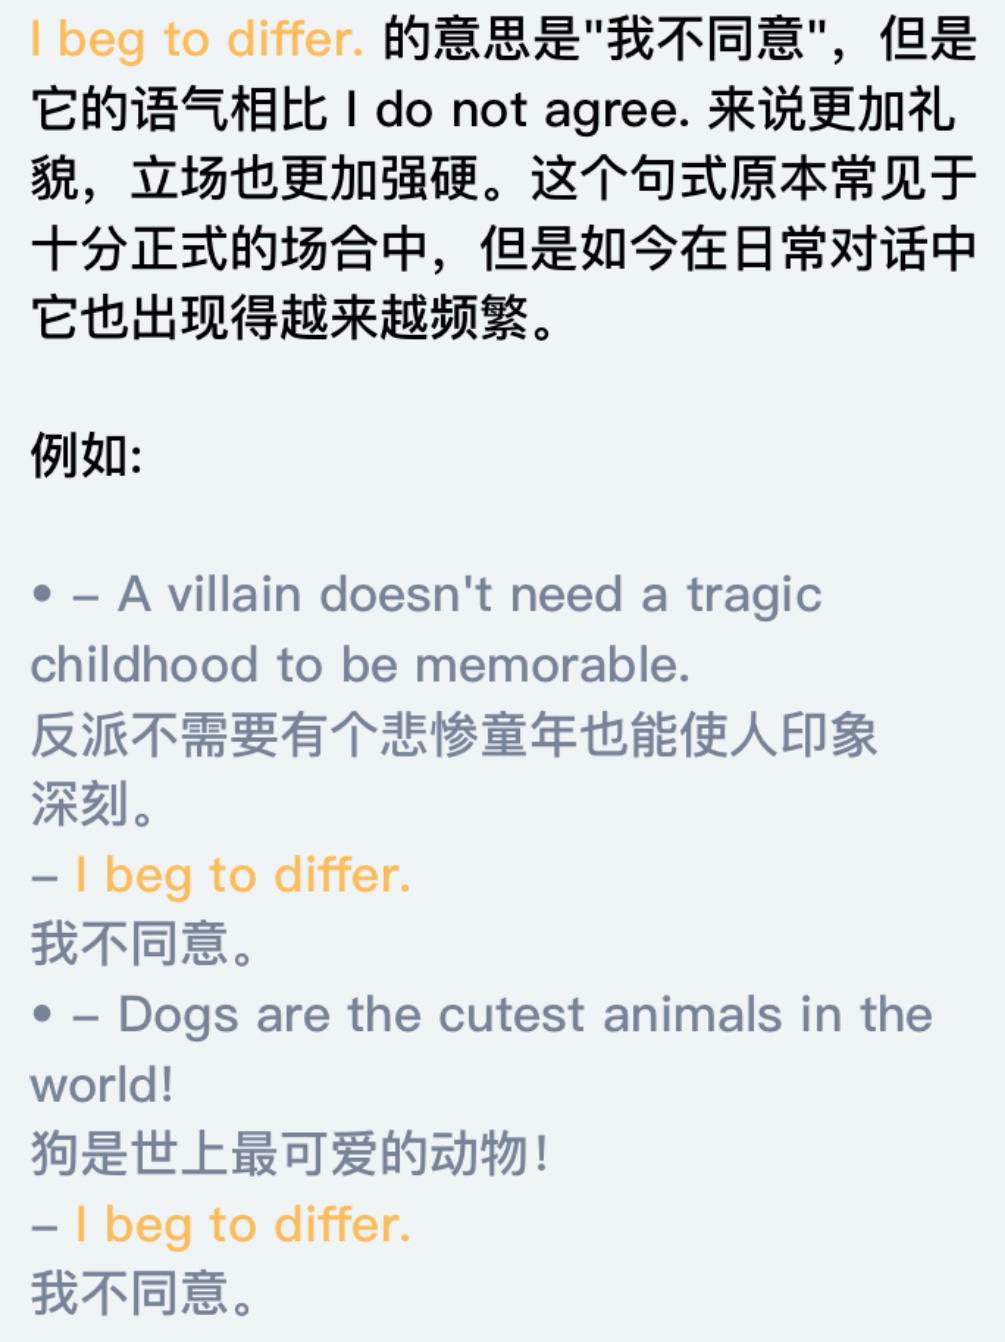 I beg to differ. 的意思是"我不同意"，但是
它的语气相比 I do not agree. 来说更加礼
貌，立场也更加强硬。这个句式原本常见于
十分正式的场合中，但是如今在日常对话中
它也出现得越来越频繁。
例如:
• – A villain doesn't need a tragic
childhood to be memorable.
反派不需要有个悲惨童年也能使人印象
深刻。
– I beg to differ.
我不同意。
• – Dogs are the cutest animals in the
world!
狗是世上最可爱的动物！
– I beg to differ.
我不同意。